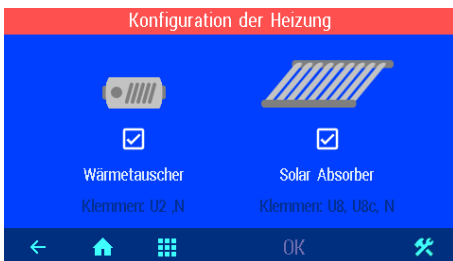 Konfiguration der Heizung
Wärmetauscher
Solar Absorber
Klemmen: U2 ,N
Klemmen: U8, U8c, N
OK